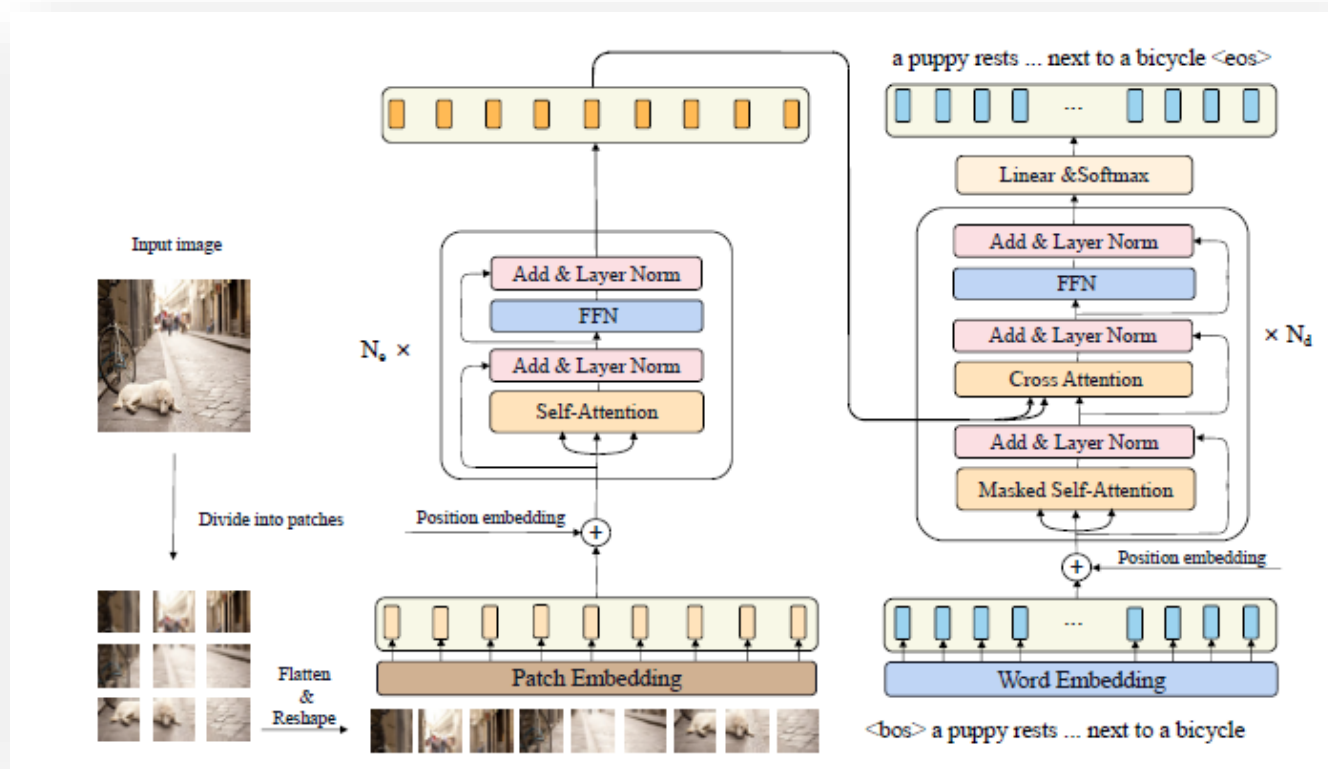 a puppy rests ... next to a bicycle <eos>
...
Linear &Softmax
Input image
Add & Layer Norm
FFN
Add & Layer Norm
Self-Attention
N_e ×
Add & Layer Norm
FFN
Add & Layer Norm
Cross Attention
Add & Layer Norm
Masked Self-Attention
× N_d
Divide into patches
Position embedding
+
+
Position embedding
...
Flatten
&
Reshape
Patch Embedding
Word Embedding
<bos> a puppy rests ... next to a bicycle